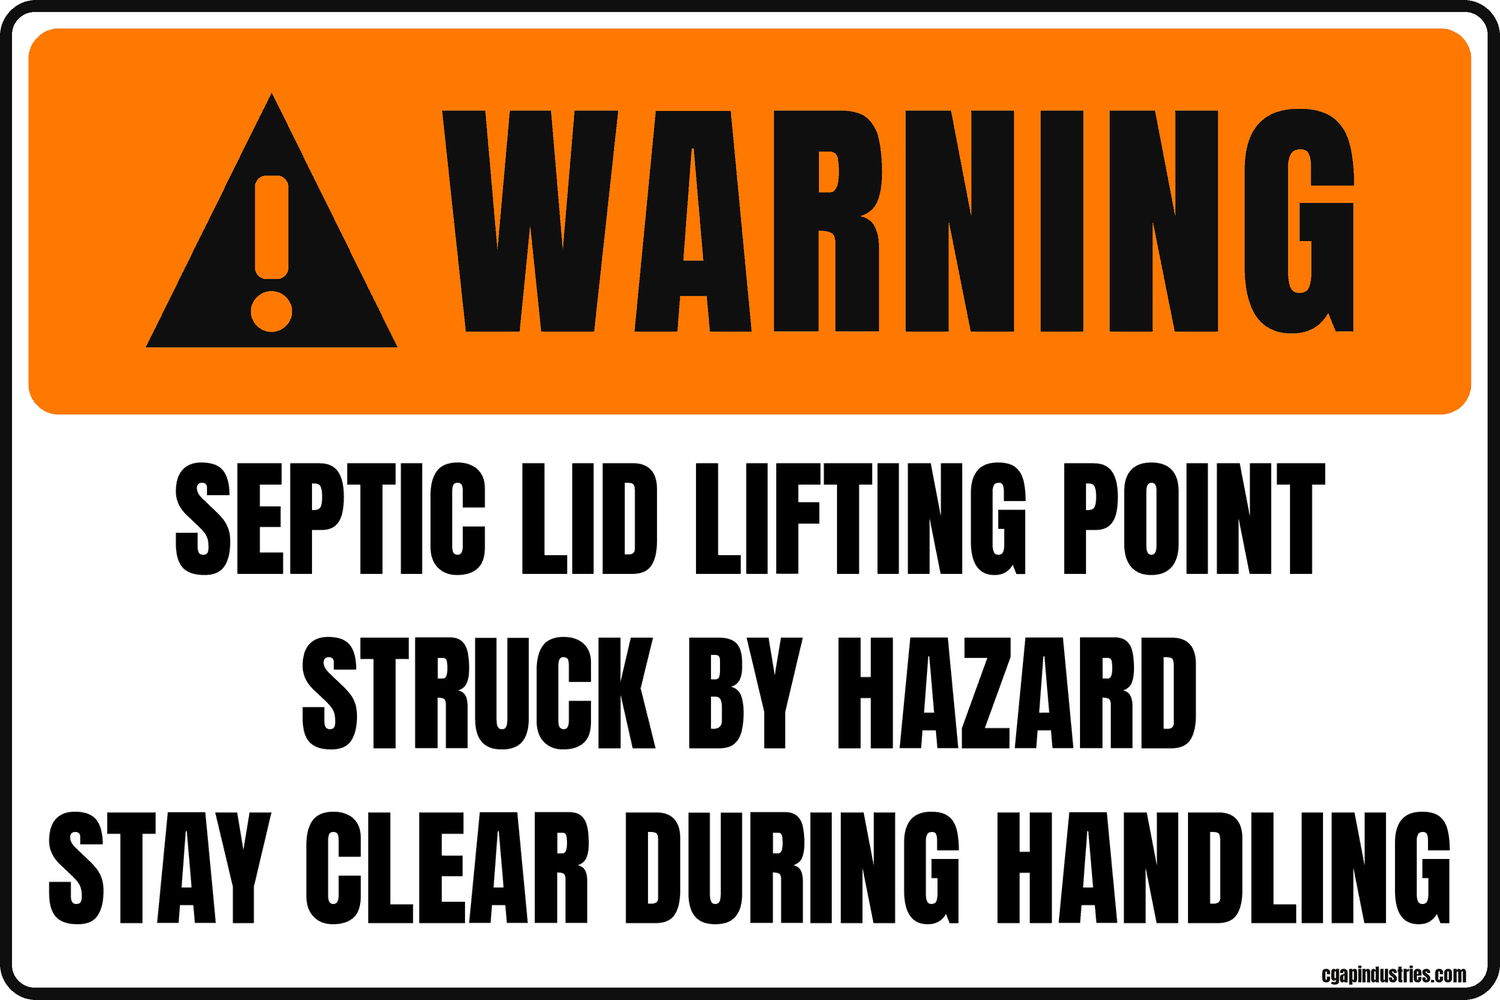 WARNING
SEPTIC LID LIFTING POINT
STRUCK BY HAZARD
STAY CLEAR DURING HANDLING
cgapindustries.com